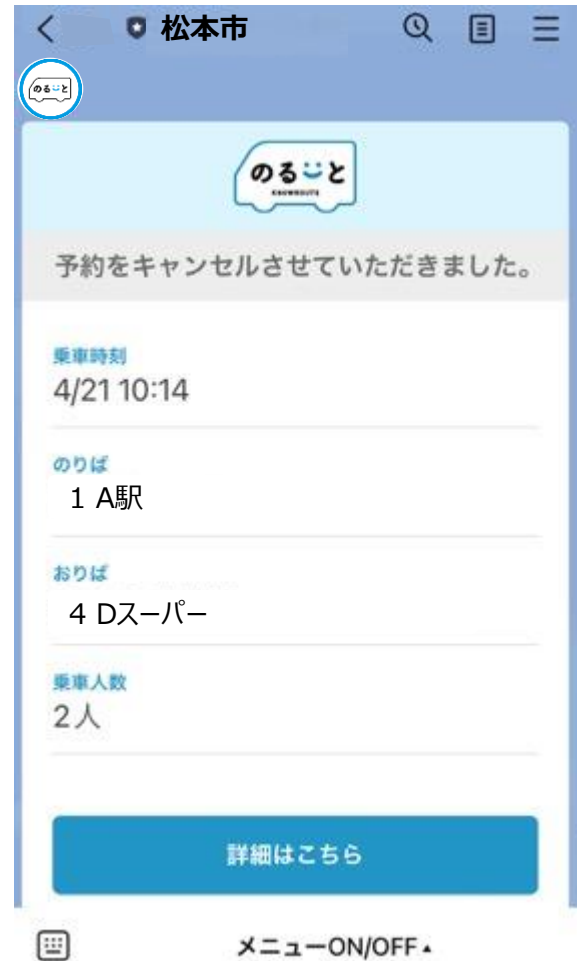 松本市
のるーと
のるーと
KNOWROUTE
予約をキャンセルさせていただきました。
乗車時刻
4/21 10:14
のりば
1 A駅
おりば
4 Dスーパー
乗車人数
2人
詳細はこちら
メニューON/OFF▴